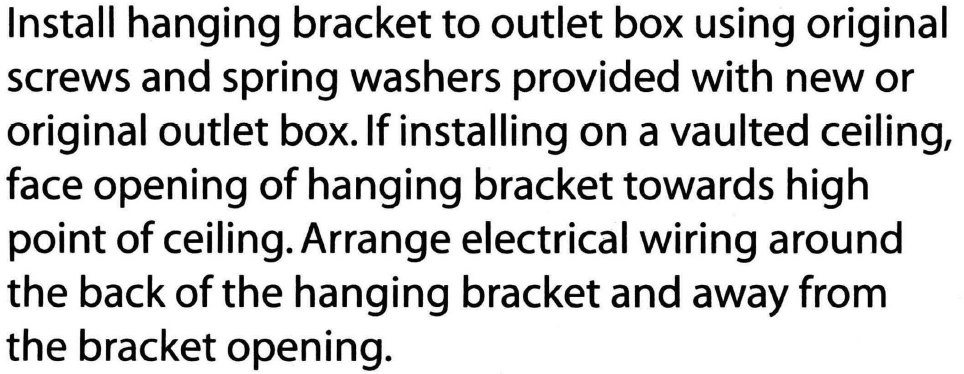 Install hanging bracket to outlet box using original
screws and spring washers provided with new or
original outlet box. If installing on a vaulted ceiling,
face opening of hanging bracket towards high
point of ceiling. Arrange electrical wiring around
the back of the hanging bracket and away from
the bracket opening.